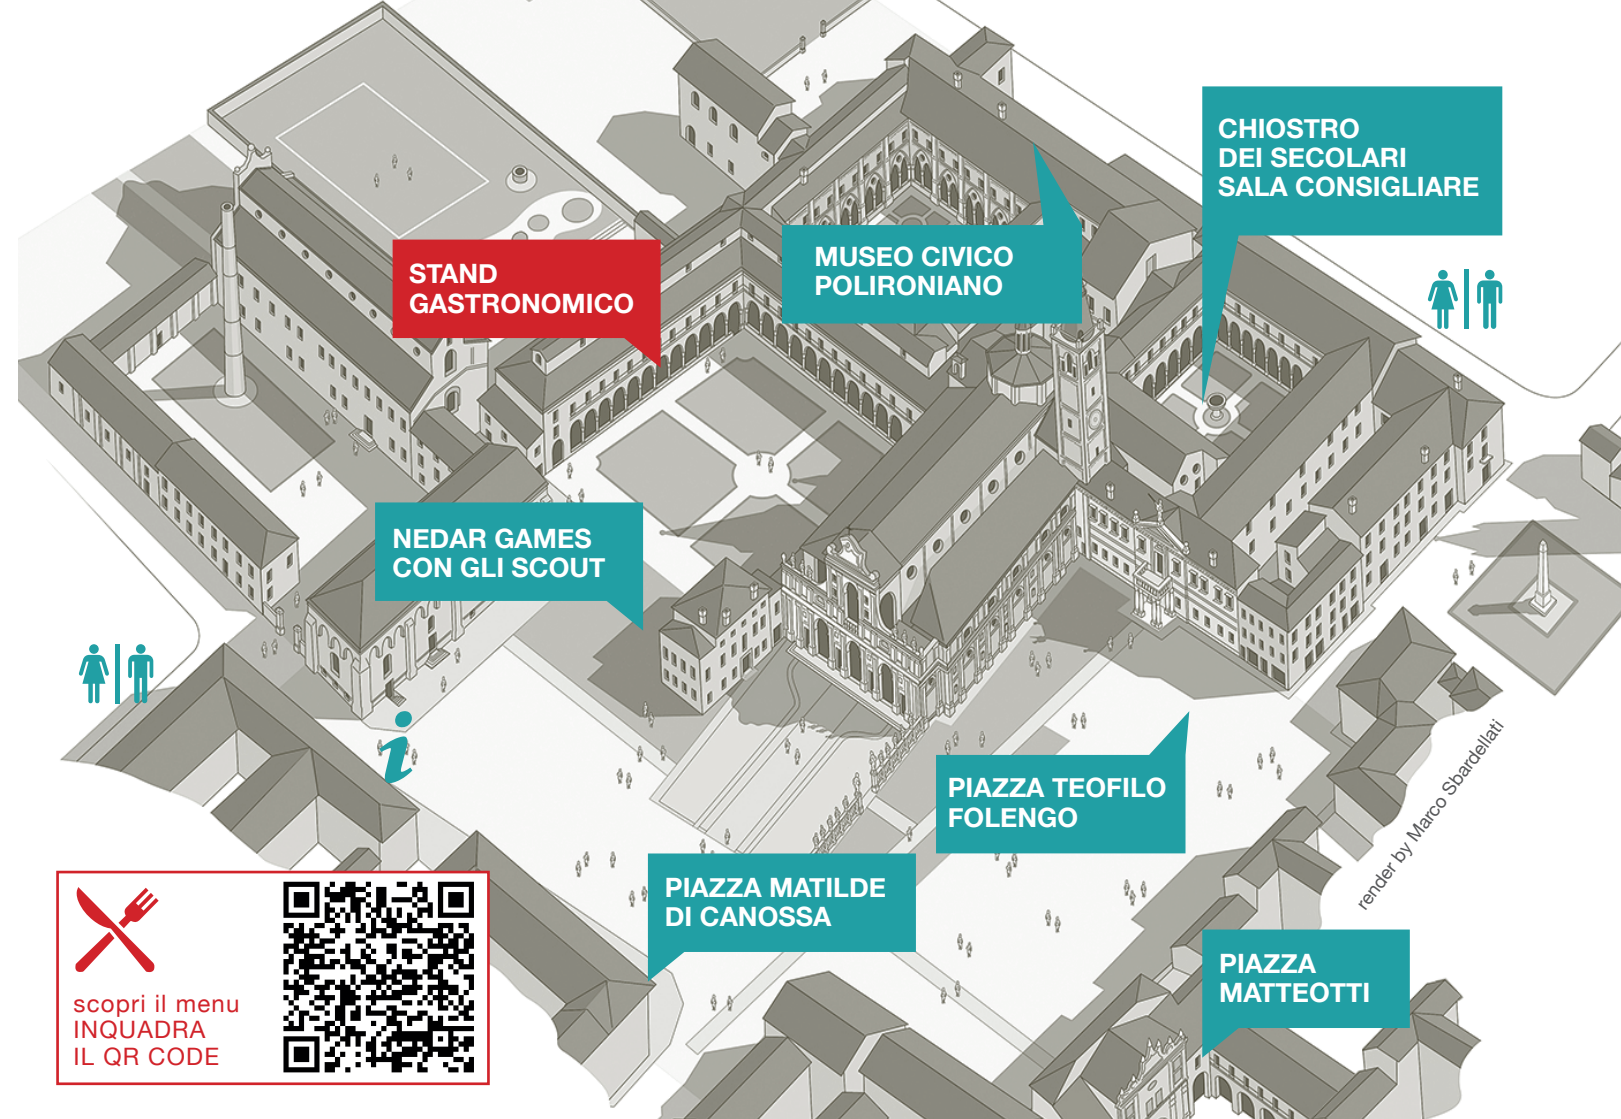 CHIOSTRO
DEI SECOLARI
SALA CONSIGLIARE
MUSEO CIVICO
POLIRONIANO
STAND
GASTRONOMICO
NEDAR GAMES
CON GLI SCOUT
i
PIAZZA TEOFILO
FOLENGO
PIAZZA MATILDE
DI CANOSSA
PIAZZA
MATTEOTTI
render by Marco Sbardellati
scopri il menu
INQUADRA
IL QR CODE